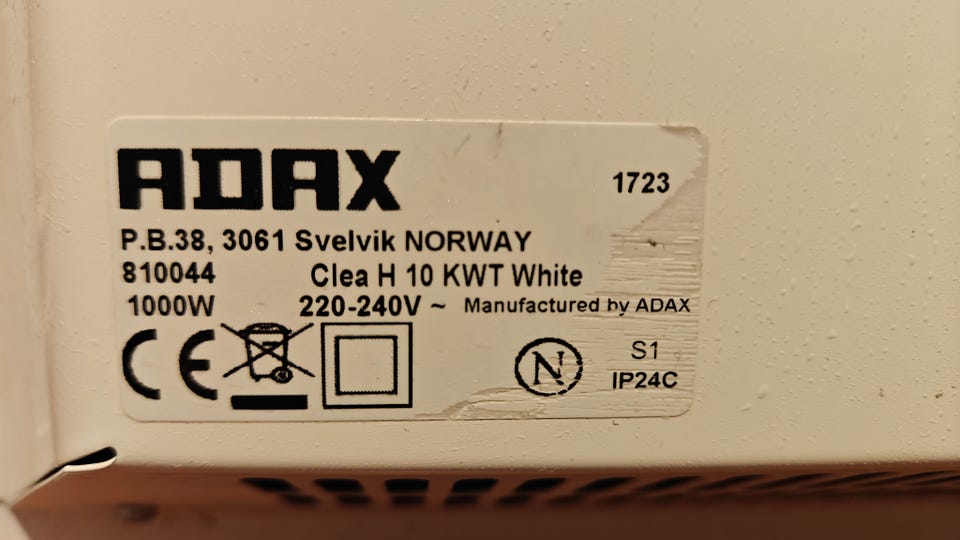 ADAX
1723
P.B.38, 3061 Svelvik NORWAY
810044 Clea H 10 KWT White
1000W 220-240V ~ Manufactured by ADAX
CE N S1
IP24C